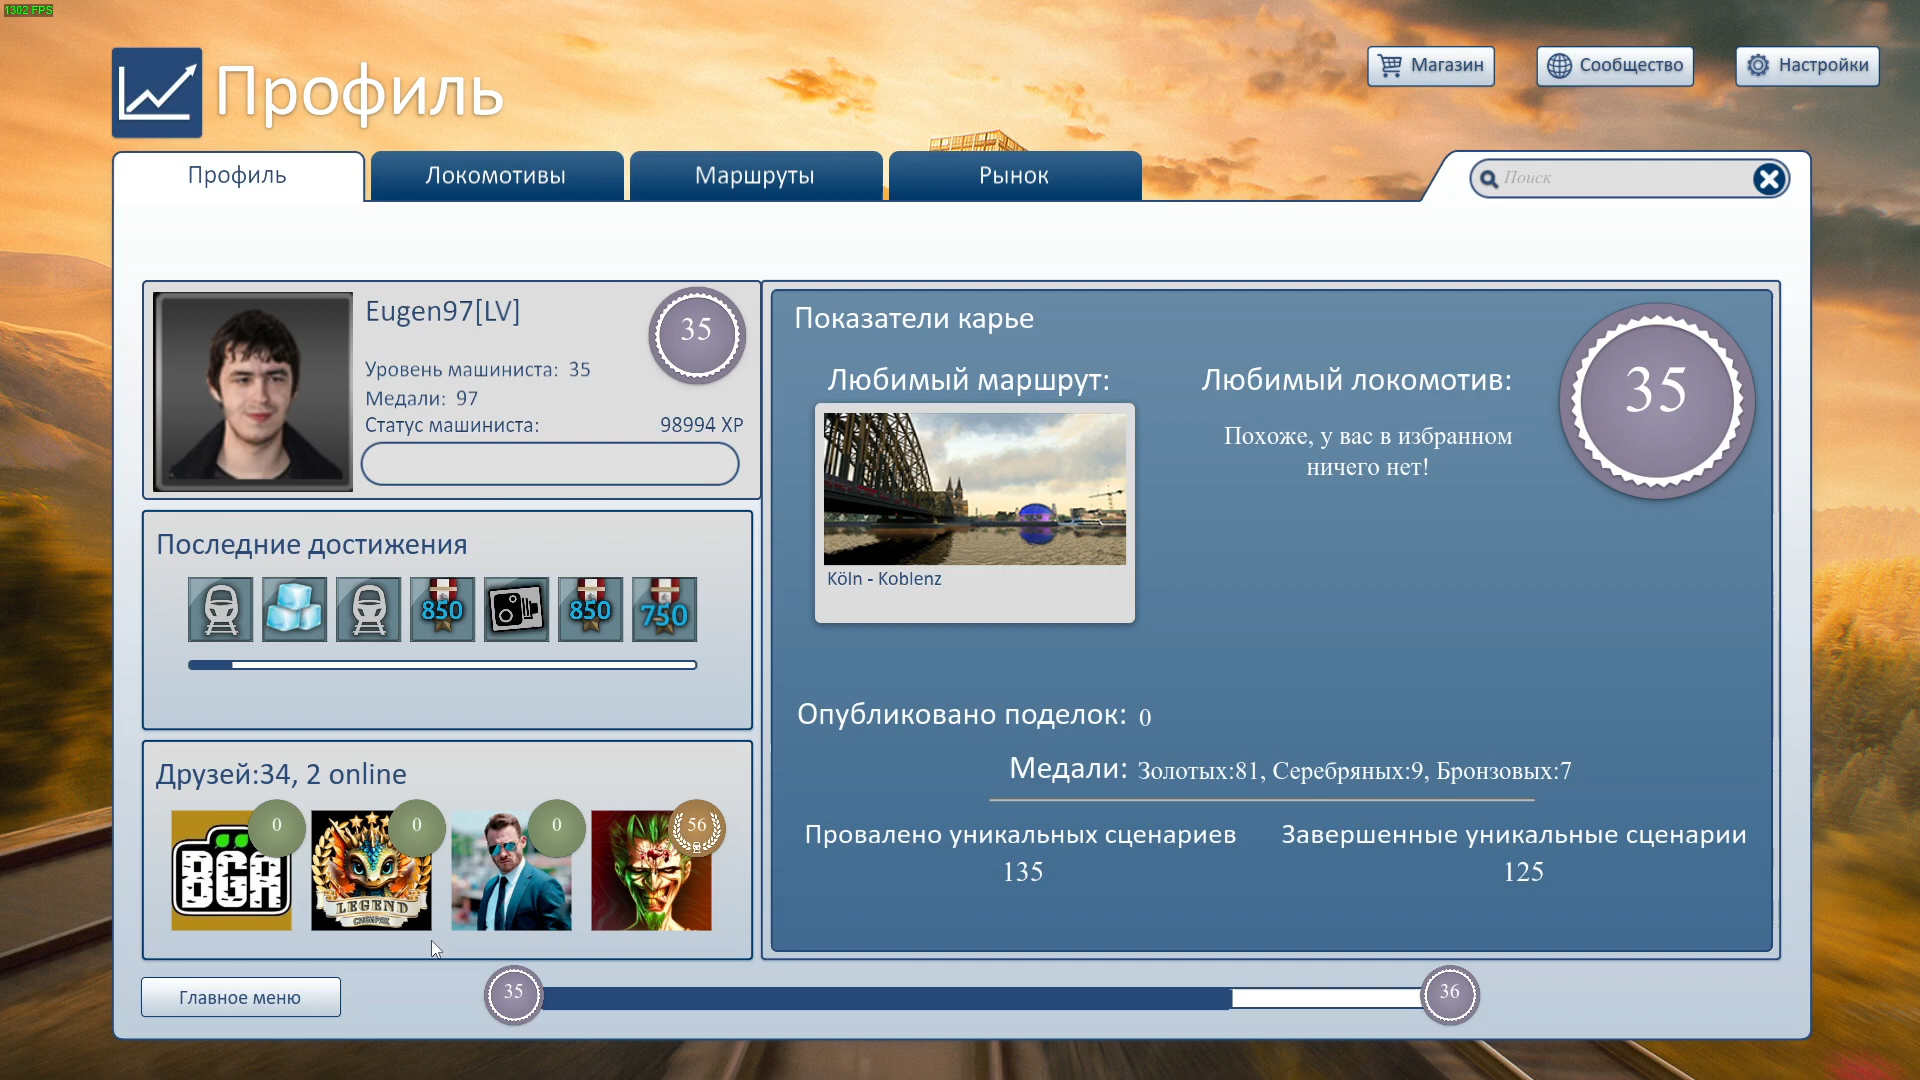 1302 FPS
Профиль
Магазин
Сообщество
Настройки
Профиль
Локомотивы
Маршруты
Рынок
Поиск
Eugen97[LV]
35
Уровень машиниста: 35
Медали: 97
Статус машиниста: 98994 XP
Последние достижения
850
850
750
Друзей:34, 2 online
0
0
0
56
BGA
LEGEND
Показатели карье
35
Любимый маршрут:
Любимый локомотив:
Похоже, у вас в избранном
ничего нет!
Köln - Koblenz
Опубликовано поделок: 0
Медали: Золотых:81, Серебряных:9, Бронзовых:7
Провалено уникальных сценариев
135
Завершенные уникальные сценарии
125
Главное меню
35
36